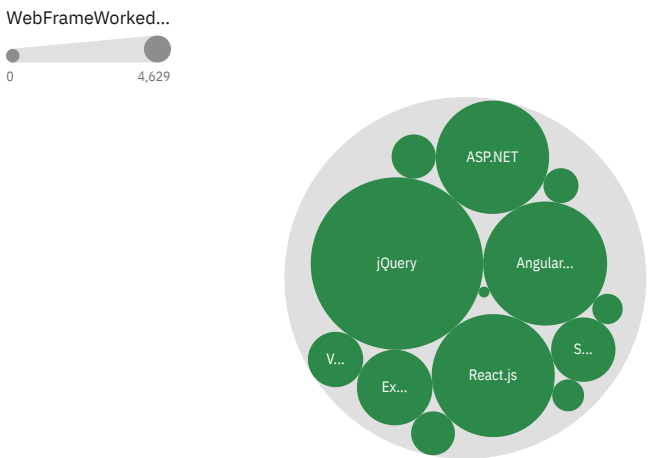 WebFrameWorked...
0 4,629
ASP.NET
jQuery
Angular...
V...
Ex...
React.js
S...